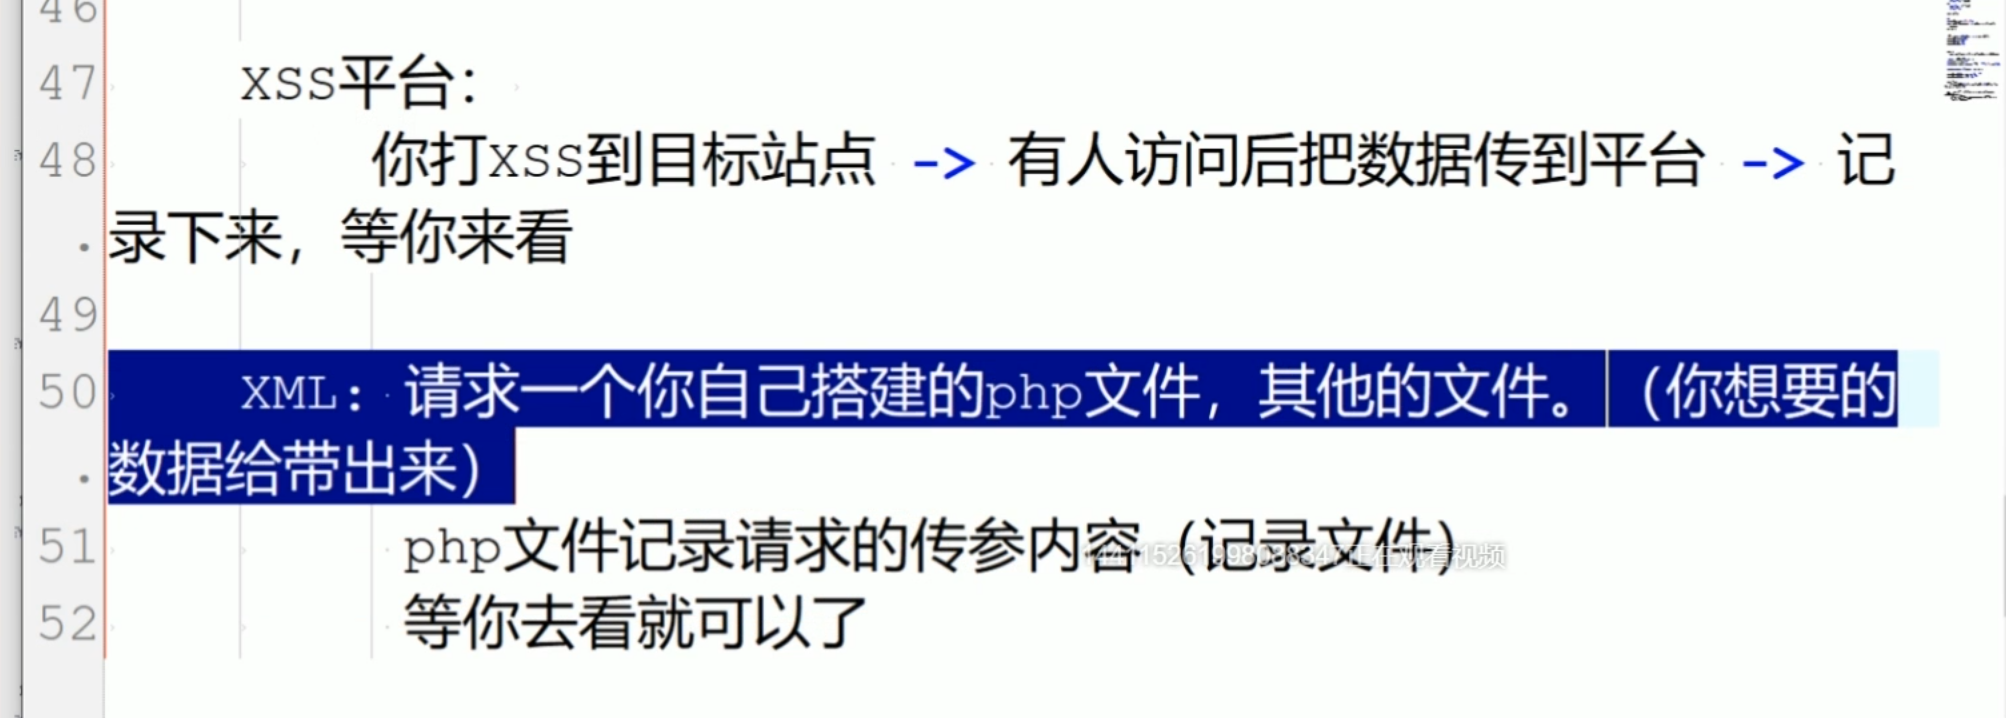 46
47 XSS平台：
48 你打XSS到目标站点 -> 有人访问后把数据传到平台 -> 记
录下来，等你来看
49
50 XML: 请求一个你自己搭建的php文件，其他的文件。（你想要的
数据给带出来）
51 php文件记录请求的传参内容（记录文件）
正在观看视频
52 等你去看就可以了